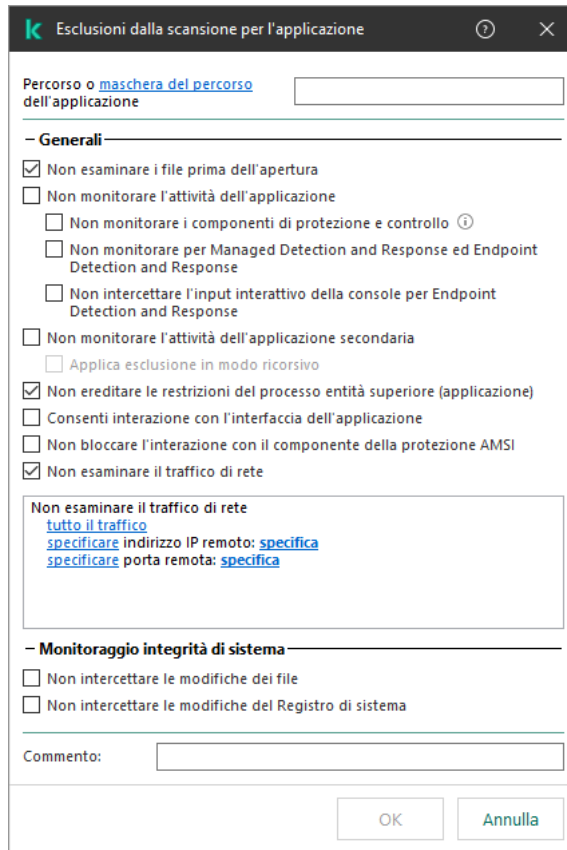 Esclusioni dalla scansione per l'applicazione
Percorso o maschera del percorso
dell'applicazione
Generali
Non esaminare i file prima dell'apertura
Non monitorare l'attività dell'applicazione
Non monitorare i componenti di protezione e controllo
Non monitorare per Managed Detection and Response ed Endpoint
Detection and Response
Non intercettare l'input interattivo della console per Endpoint
Detection and Response
Non monitorare l'attività dell'applicazione secondaria
Applica esclusione in modo ricorsivo
Non ereditare le restrizioni del processo entità superiore (applicazione)
Consenti interazione con l'interfaccia dell'applicazione
Non bloccare l'interazione con il componente della protezione AMSI
Non esaminare il traffico di rete
Non esaminare il traffico di rete
tutto il traffico
specificare indirizzo IP remoto: specifica
specificare porta remota: specifica
Monitoraggio integrità di sistema
Non intercettare le modifiche dei file
Non intercettare le modifiche del Registro di sistema
Commento:
OK Annulla